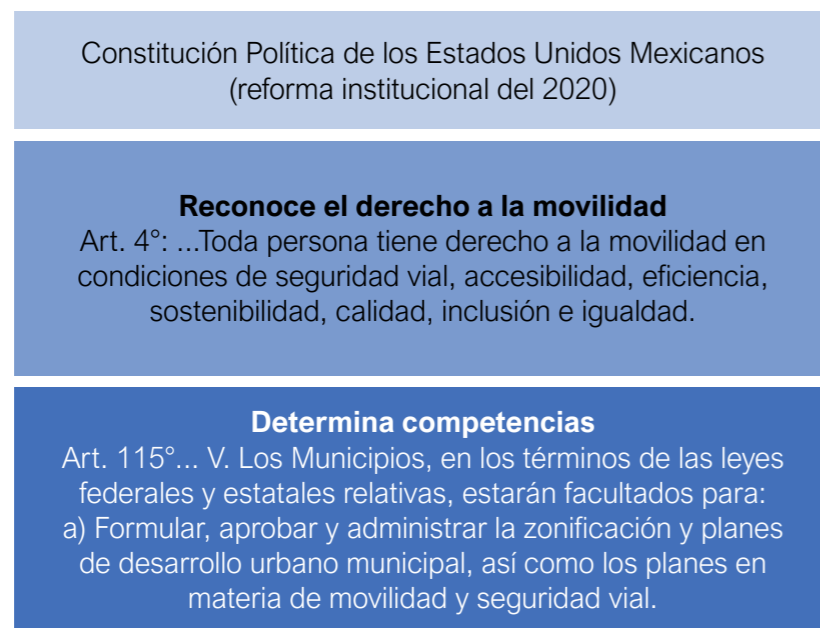 Constitución Política de los Estados Unidos Mexicanos
(reforma institucional del 2020)
Reconoce el derecho a la movilidad
Art. 4°: ...Toda persona tiene derecho a la movilidad en
condiciones de seguridad vial, accesibilidad, eficiencia,
sostenibilidad, calidad, inclusión e igualdad.
Determina competencias
Art. 115°... V. Los Municipios, en los términos de las leyes
federales y estatales relativas, estarán facultados para:
a) Formular, aprobar y administrar la zonificación y planes
de desarrollo urbano municipal, así como los planes en
materia de movilidad y seguridad vial.